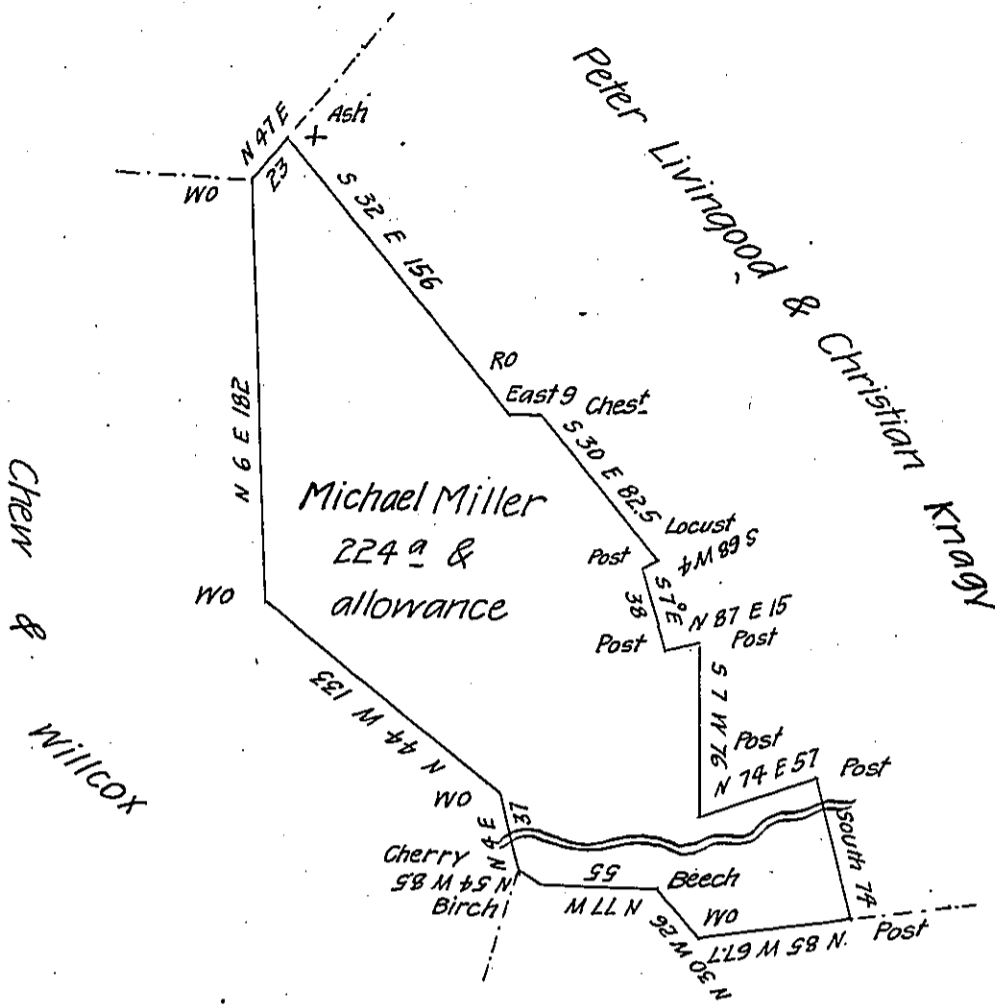 N 47 E
23
Ash
WO
S 32 E 156
Peter Livingood & Christian Knagy
RO
East 9
Chest
S 30 E 82.5
N 6 E 182
Michael Miller
224 a &
allowance
Locust
S 68 W 4
Post
S 7° E
38
N 87 E 15
Post
Post
S 7 W 76
WO
Chew & Willcox
N 44 W 133
Post
N 74 E 57
Post
WO
N 4 E
37
South 74
Cherry
N 54 W 85
Birch
55
N 77 W
Beech
N 30 W 26
WO
N 85 W 67.7
Post